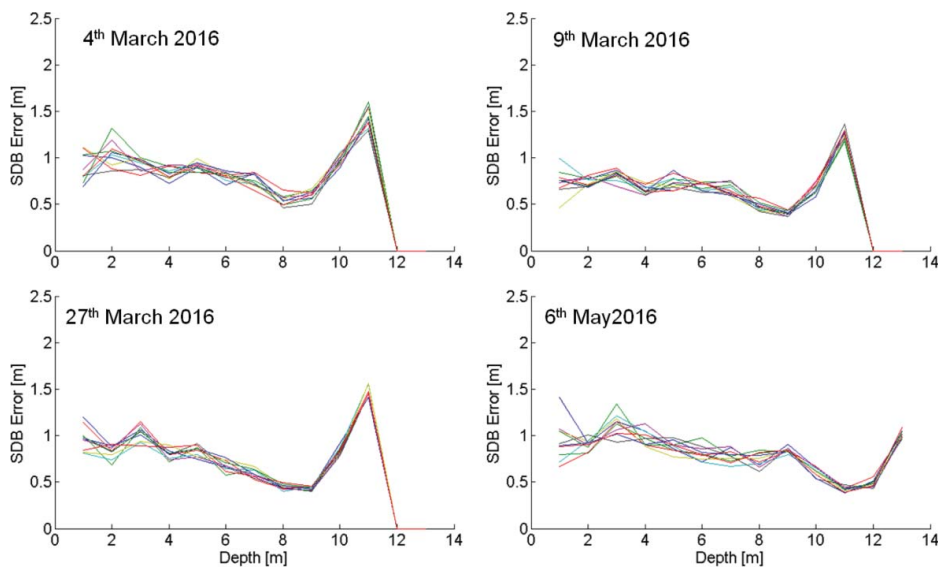 2.5
2
1.5
1
0.5
0
0 2 4 6 8 10 12 14
SDB Error [m]
4th March 2016
2.5
2
1.5
1
0.5
0
0 2 4 6 8 10 12 14
SDB Error [m]
9th March 2016
2.5
2
1.5
1
0.5
0
0 2 4 6 8 10 12 14
SDB Error [m]
Depth [m]
27th March 2016
2.5
2
1.5
1
0.5
0
0 2 4 6 8 10 12 14
SDB Error [m]
Depth [m]
6th May2016